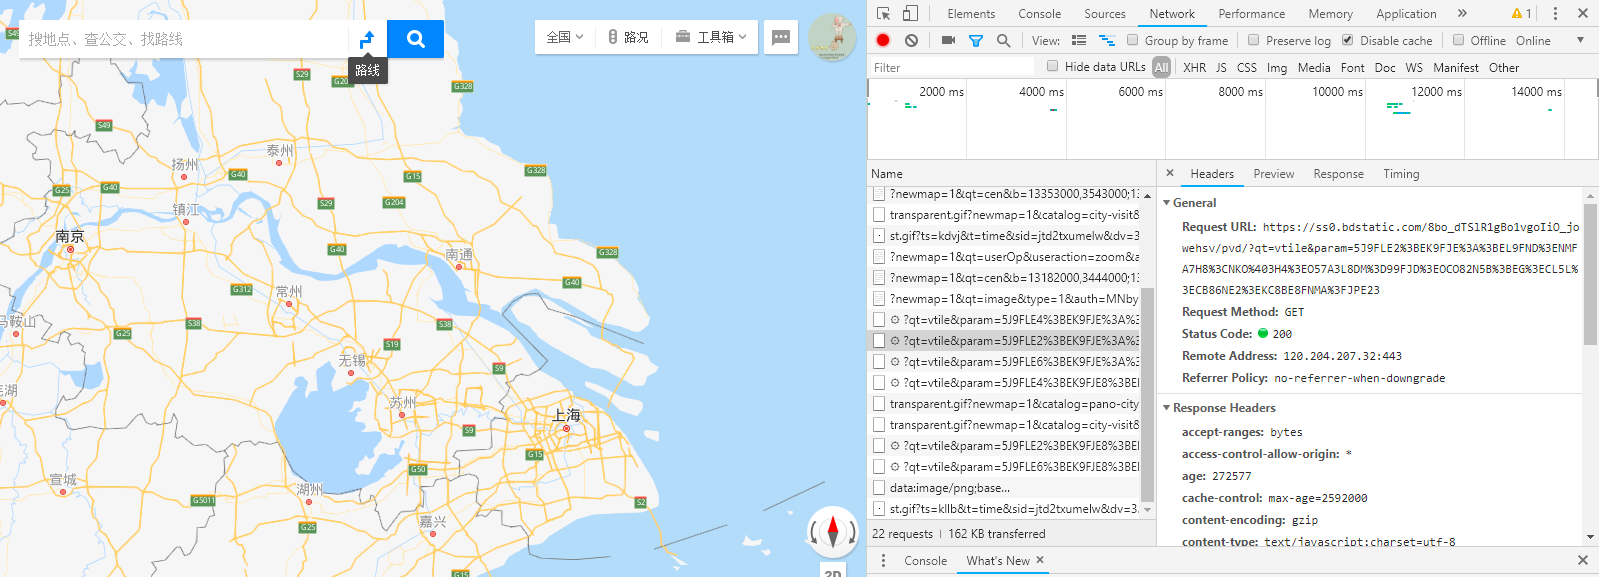 搜地点、查公交、找路线
路线
全国
路况
工具箱
S49
S29
G20
G328
S49
扬州
泰州
G328
G25
G40
G40
G15
S29
G204
镇江
南京
G40
南通
G328
G40
G312
常州
马鞍山
G25
S38
S38
S19
无锡
S9
芜湖
苏州
上海
S9
G15
G50
宣城
湖州
G5011
S2
G25
嘉兴
2D
Elements Console Sources Network Performance Memory Application » 1
View: Group by frame Preserve log Disable cache Offline Online
Filter Hide data URLs All XHR JS CSS Img Media Font Doc WS Manifest Other
2000 ms 4000 ms 6000 ms 8000 ms 10000 ms 12000 ms 14000 ms
Name
?newmap=1&qt=cen&b=13353000,3543000;13
transparent.gif?newmap=1&catalog=city-visit&
st.gif?ts=kdvj&t=time&sid=jtd2txumelw&dv=3
?newmap=1&qt=userOp&useraction=zoom&a
?newmap=1&qt=cen&b=13182000,3444000;13
?newmap=1&qt=image&type=1&auth=MNby
?qt=vtile&param=5J9FLE4%3BEK9FJE%3A%3
?qt=vtile&param=5J9FLE2%3BEK9FJE%3A%3
?qt=vtile&param=5J9FLE6%3BEK9FJE%3A%3
?qt=vtile&param=5J9FLE4%3BEK9FJE8%3BEI
transparent.gif?newmap=1&catalog=pano-city
transparent.gif?newmap=1&catalog=city-visit&
?qt=vtile&param=5J9FLE2%3BEK9FJE8%3BEI
?qt=vtile&param=5J9FLE6%3BEK9FJE8%3BEI
data:image/png;base...
st.gif?ts=kllb&t=time&sid=jtd2txumelw&dv=3.
22 requests | 162 KB transferred
× Headers Preview Response Timing
General
Request URL: https://ss0.bdstatic.com/8bo_dTSlR1gBo1vgoIiO_jo
wehsv/pvd/?qt=vtile&param=5J9FLE2%3BEK9FJE%3A%3BEL9FND%3ENMF
A7H8%3CNKO%403H4%3EO57A3L8DM%3D99FJD%3EOCO82N5B%3BEG%3ECL5L%
3ECB86NE2%3EKC8BE8FNMA%3FJPE23
Request Method: GET
Status Code: 200
Remote Address: 120.204.207.32:443
Referrer Policy: no-referrer-when-downgrade
Response Headers
accept-ranges: bytes
access-control-allow-origin: *
age: 272577
cache-control: max-age=2592000
content-encoding: gzip
content-type: text/javascript;charset=utf-8
Console What's New ×